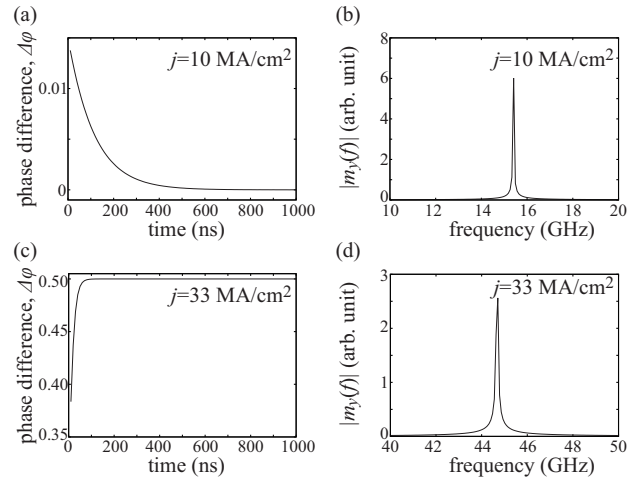 (a)
phase difference, Δφ
0.01
0
j=10 MA/cm2
0 200 400 600 800 1000
time (ns)
(b)
|my(f)| (arb. unit)
8
6
4
2
0
j=10 MA/cm2
10 12 14 16 18 20
frequency (GHz)
(c)
phase difference, Δφ
0.50
0.45
0.40
0.35
j=33 MA/cm2
0 200 400 600 800 1000
time (ns)
(d)
|my(f)| (arb. unit)
3
2
1
0
j=33 MA/cm2
40 42 44 46 48 50
frequency (GHz)